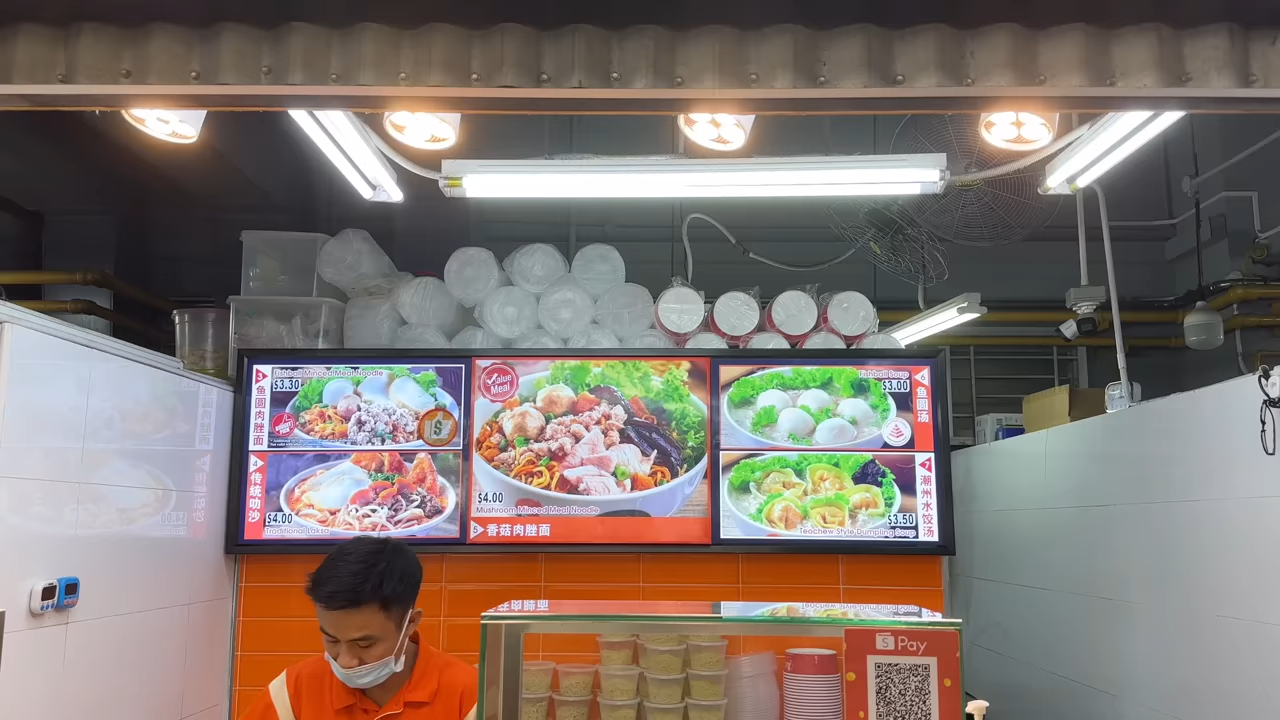 3 鱼圆肉脞面
Fishball Minced Meat Noodle
$3.30
4 传统叻沙
$4.00
Traditional Laksa
Value
Meal
$4.00
Mushroom Minced Meat Noodle
5 香菇肉脞面
Fishball Soup
$3.00
6 鱼圆汤
7 潮州水饺汤
$3.50
Teochew Style Dumpling Soup
S Pay